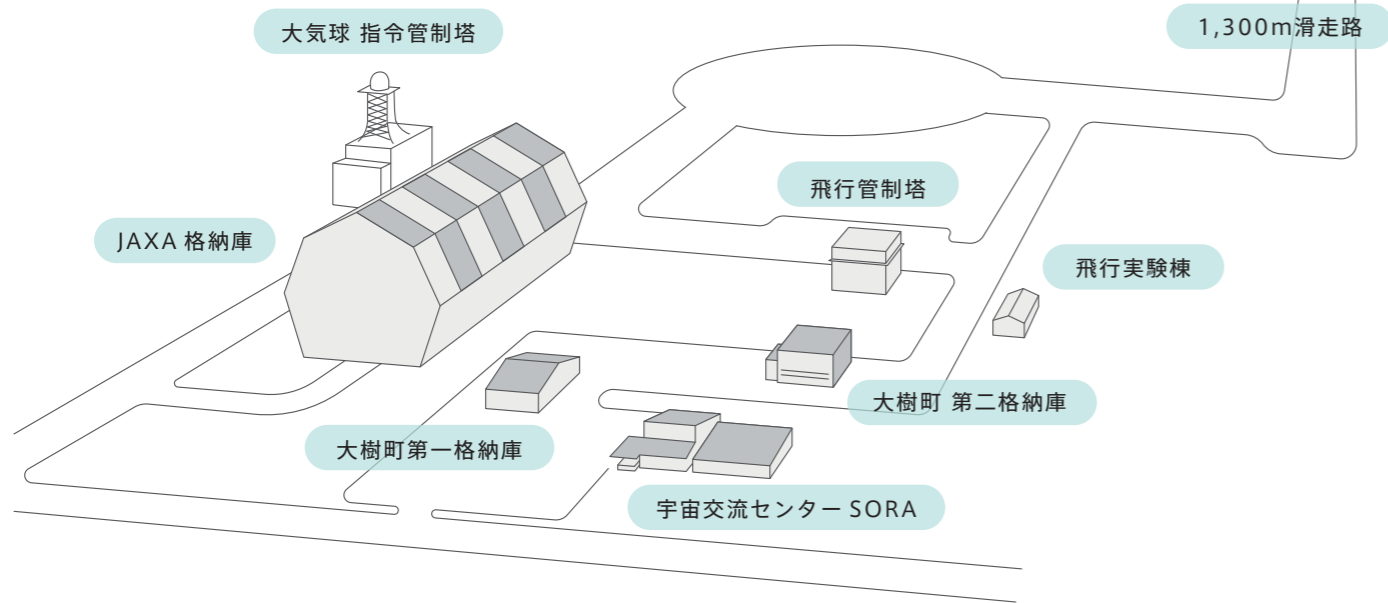 大気球 指令管制塔
1,300m滑走路
飛行管制塔
JAXA 格納庫
飛行実験棟
大樹町 第二格納庫
大樹町第一格納庫
宇宙交流センター SORA